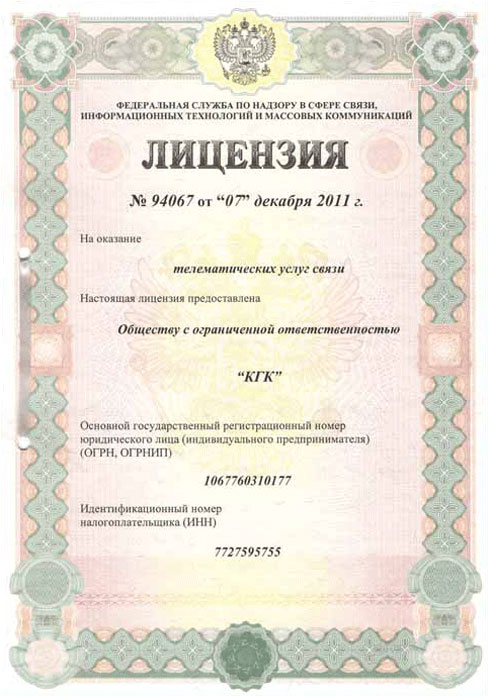 ФЕДЕРАЛЬНАЯ СЛУЖБА ПО НАДЗОРУ В СФЕРЕ СВЯЗИ,
ИНФОРМАЦИОННЫХ ТЕХНОЛОГИЙ И МАССОВЫХ КОММУНИКАЦИЙ
ЛИЦЕНЗИЯ
№ 94067 от “07” декабря 2011 г.
На оказание
телематических услуг связи
Настоящая лицензия предоставлена
Обществу с ограниченной ответственностью
“КГК”
Основной государственный регистрационный номер
юридического лица (индивидуального предпринимателя)
(ОГРН, ОГРНИП)
1067760310177
Идентификационный номер
налогоплательщика (ИНН)
7727595755